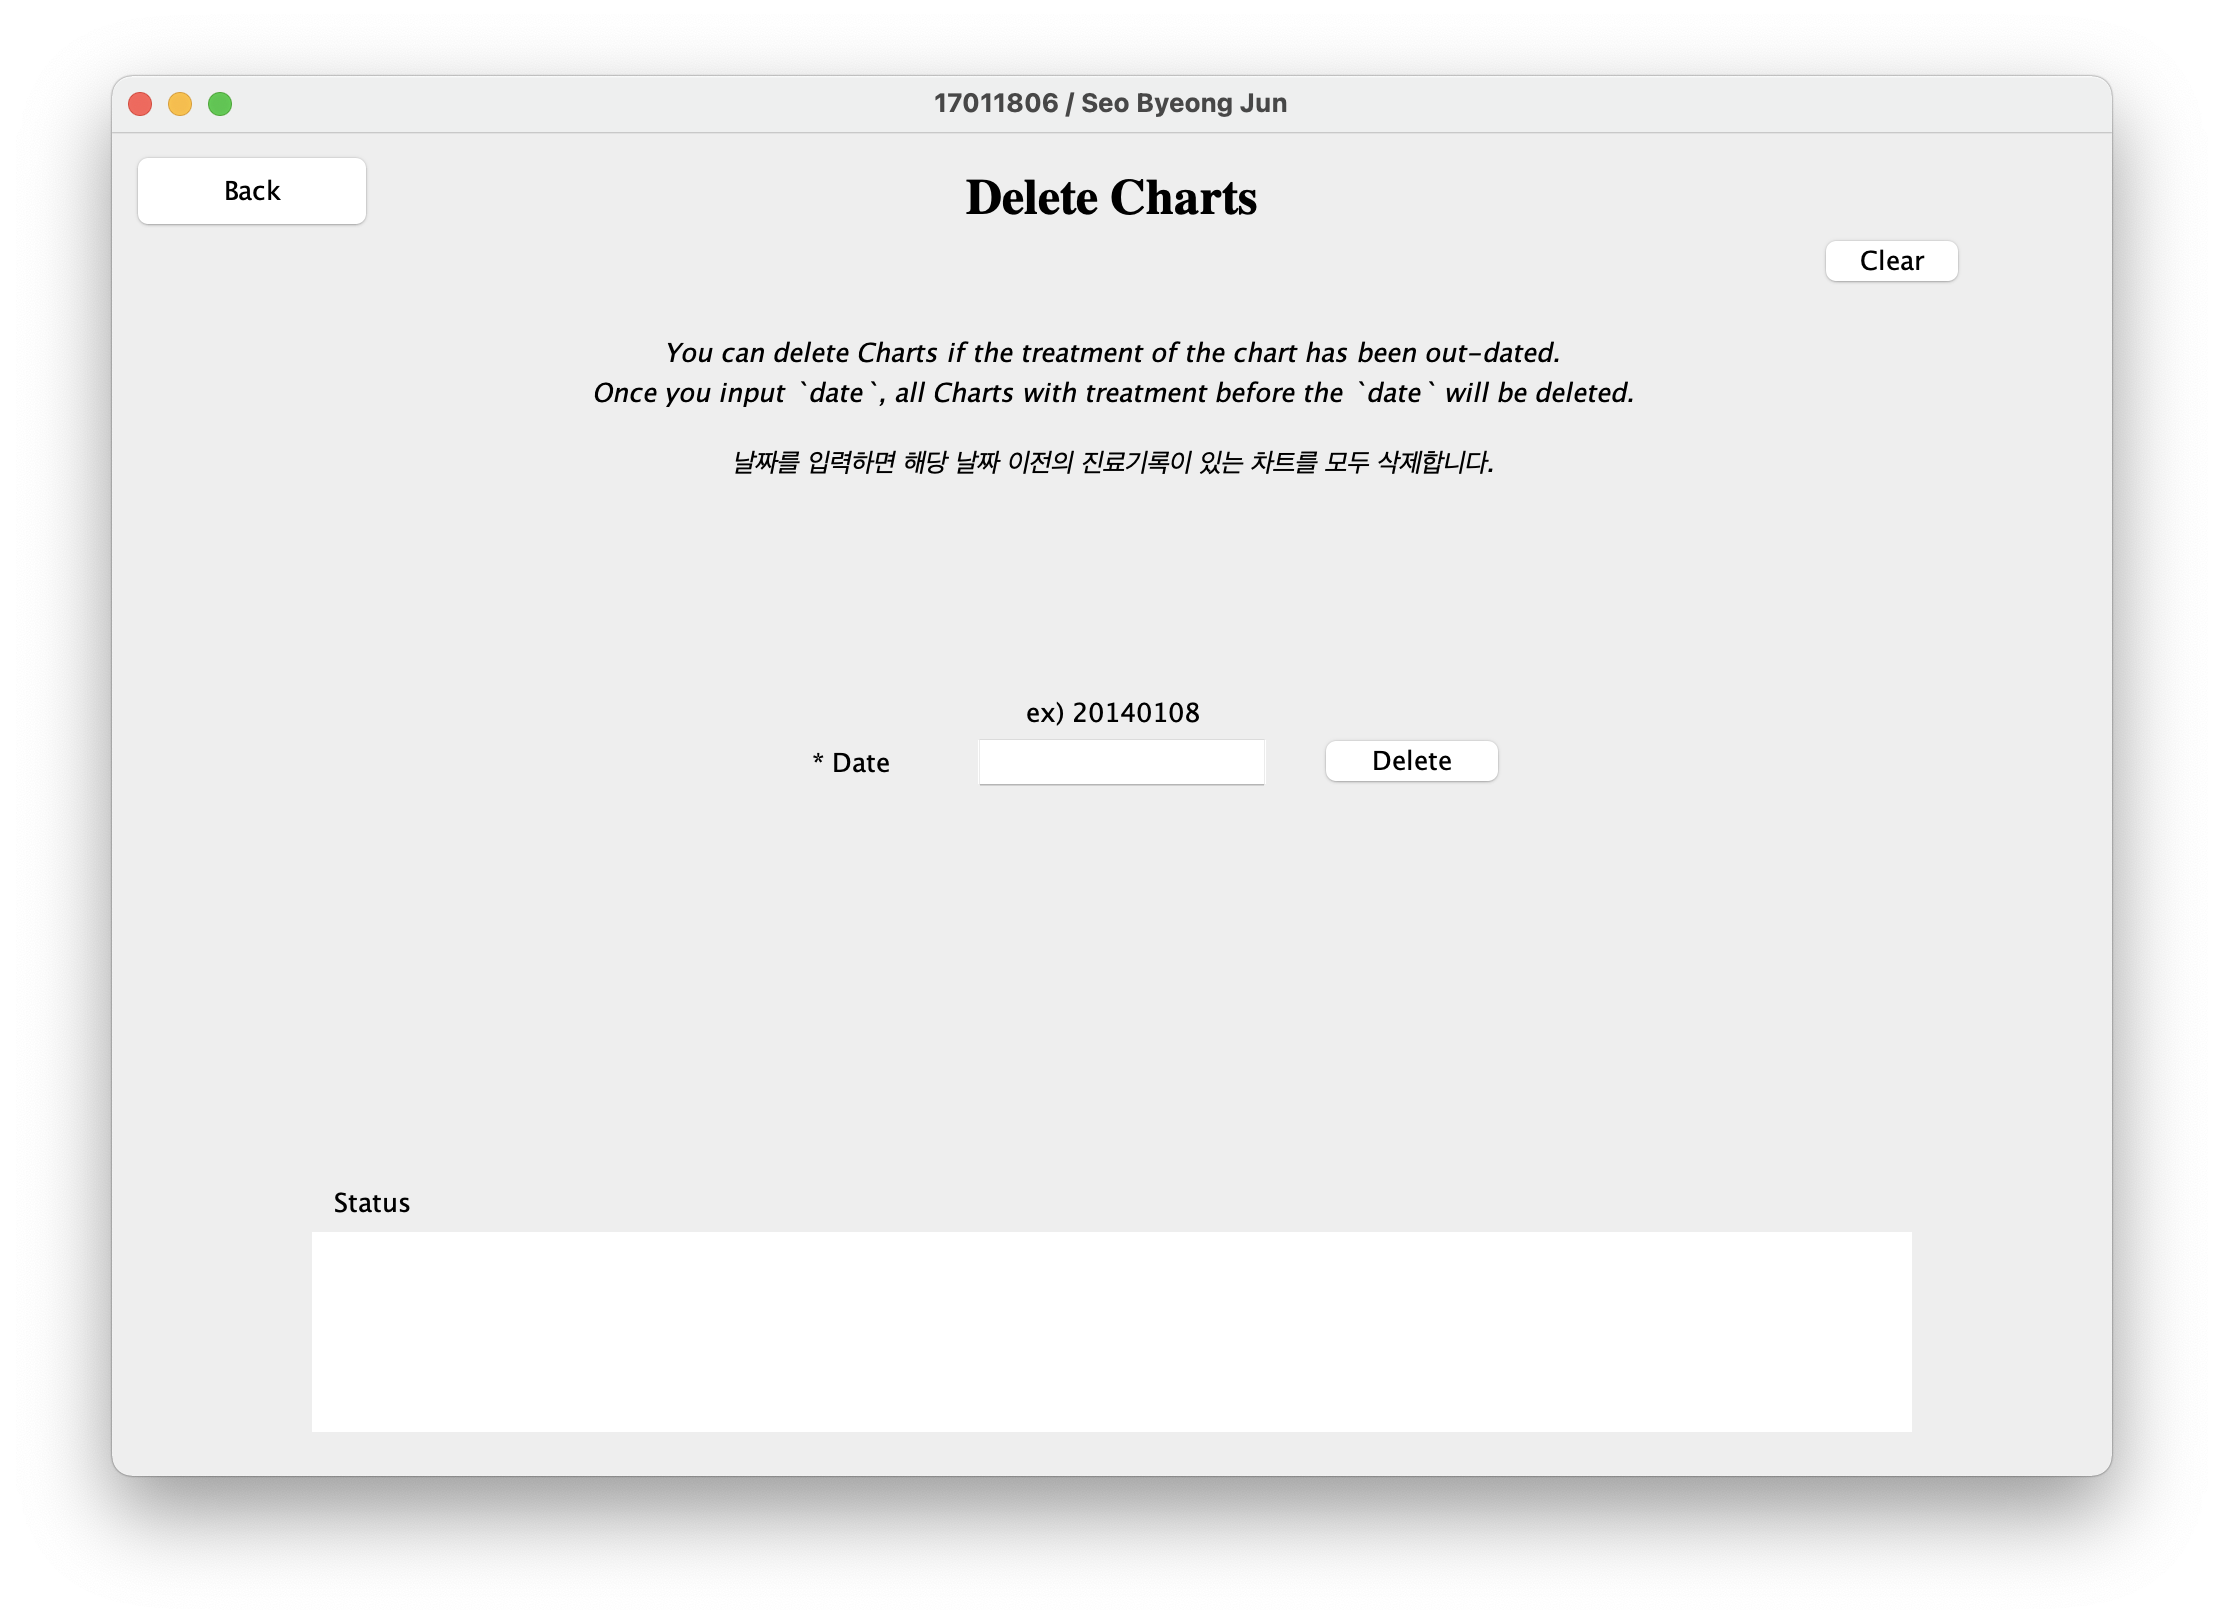 17011806 / Seo Byeong Jun
Back
Delete Charts
Clear
You can delete Charts if the treatment of the chart has been out-dated.
Once you input `date`, all Charts with treatment before the `date` will be deleted.
날짜를 입력하면 해당 날짜 이전의 진료기록이 있는 차트를 모두 삭제합니다.
ex) 20140108
* Date
Delete
Status